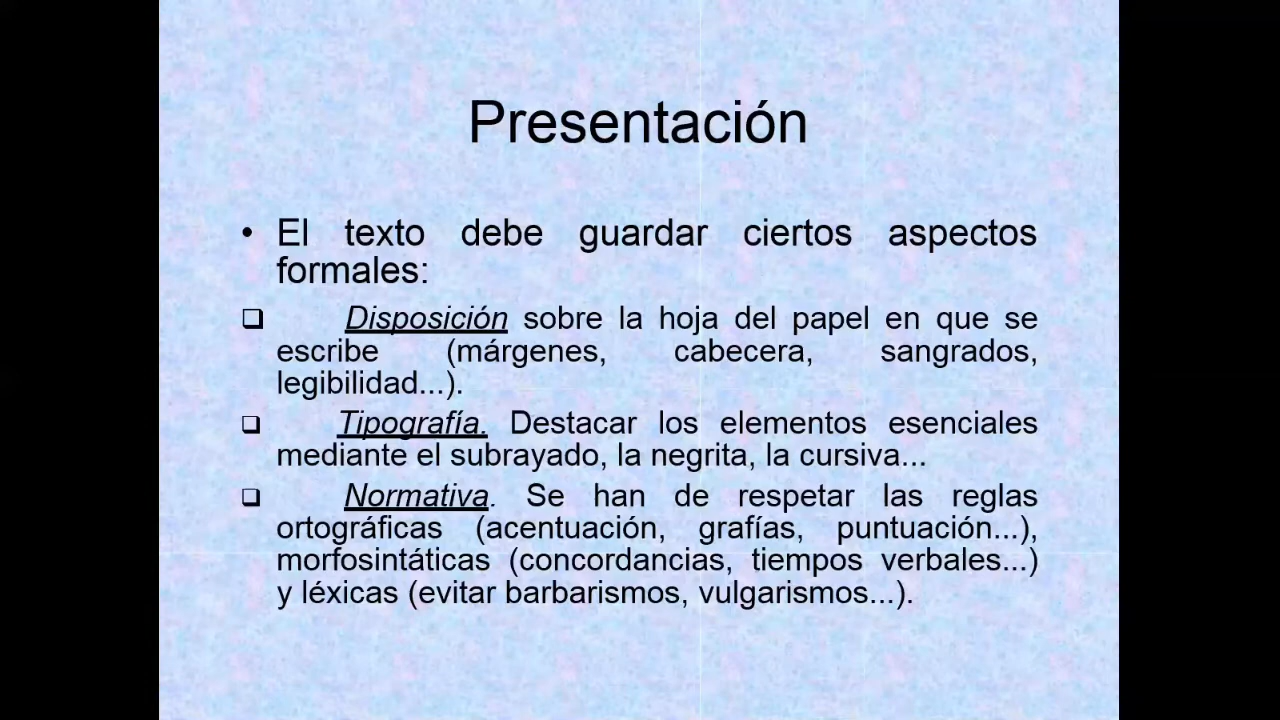 Presentación
• El texto debe guardar ciertos aspectos
formales:
❑ Disposición sobre la hoja del papel en que se
escribe (márgenes, cabecera, sangrados,
legibilidad...).
❑ Tipografía. Destacar los elementos esenciales
mediante el subrayado, la negrita, la cursiva...
❑ Normativa. Se han de respetar las reglas
ortográficas (acentuación, grafías, puntuación...),
morfosintáticas (concordancias, tiempos verbales...)
y léxicas (evitar barbarismos, vulgarismos...).